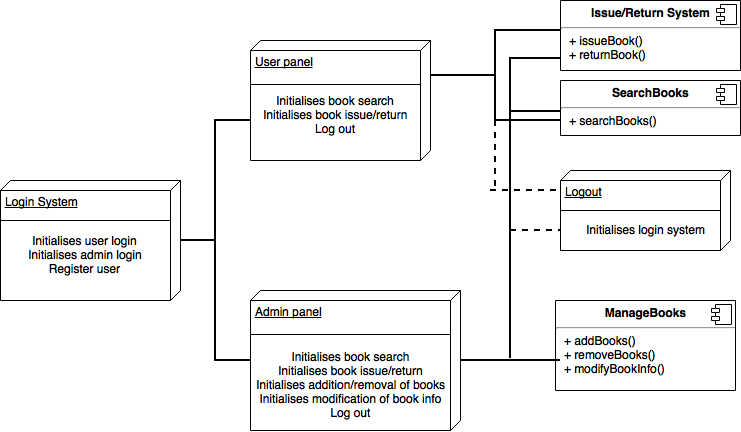 Login System
Initialises user login
Initialises admin login
Register user
User panel
Initialises book search
Initialises book issue/return
Log out
Admin panel
Initialises book search
Initialises book issue/return
Initialises addition/removal of books
Initialises modification of book info
Log out
Issue/Return System
+ issueBook()
+ returnBook()
SearchBooks
+ searchBooks()
Logout
Initialises login system
ManageBooks
+ addBooks()
+ removeBooks()
+ modifyBookInfo()